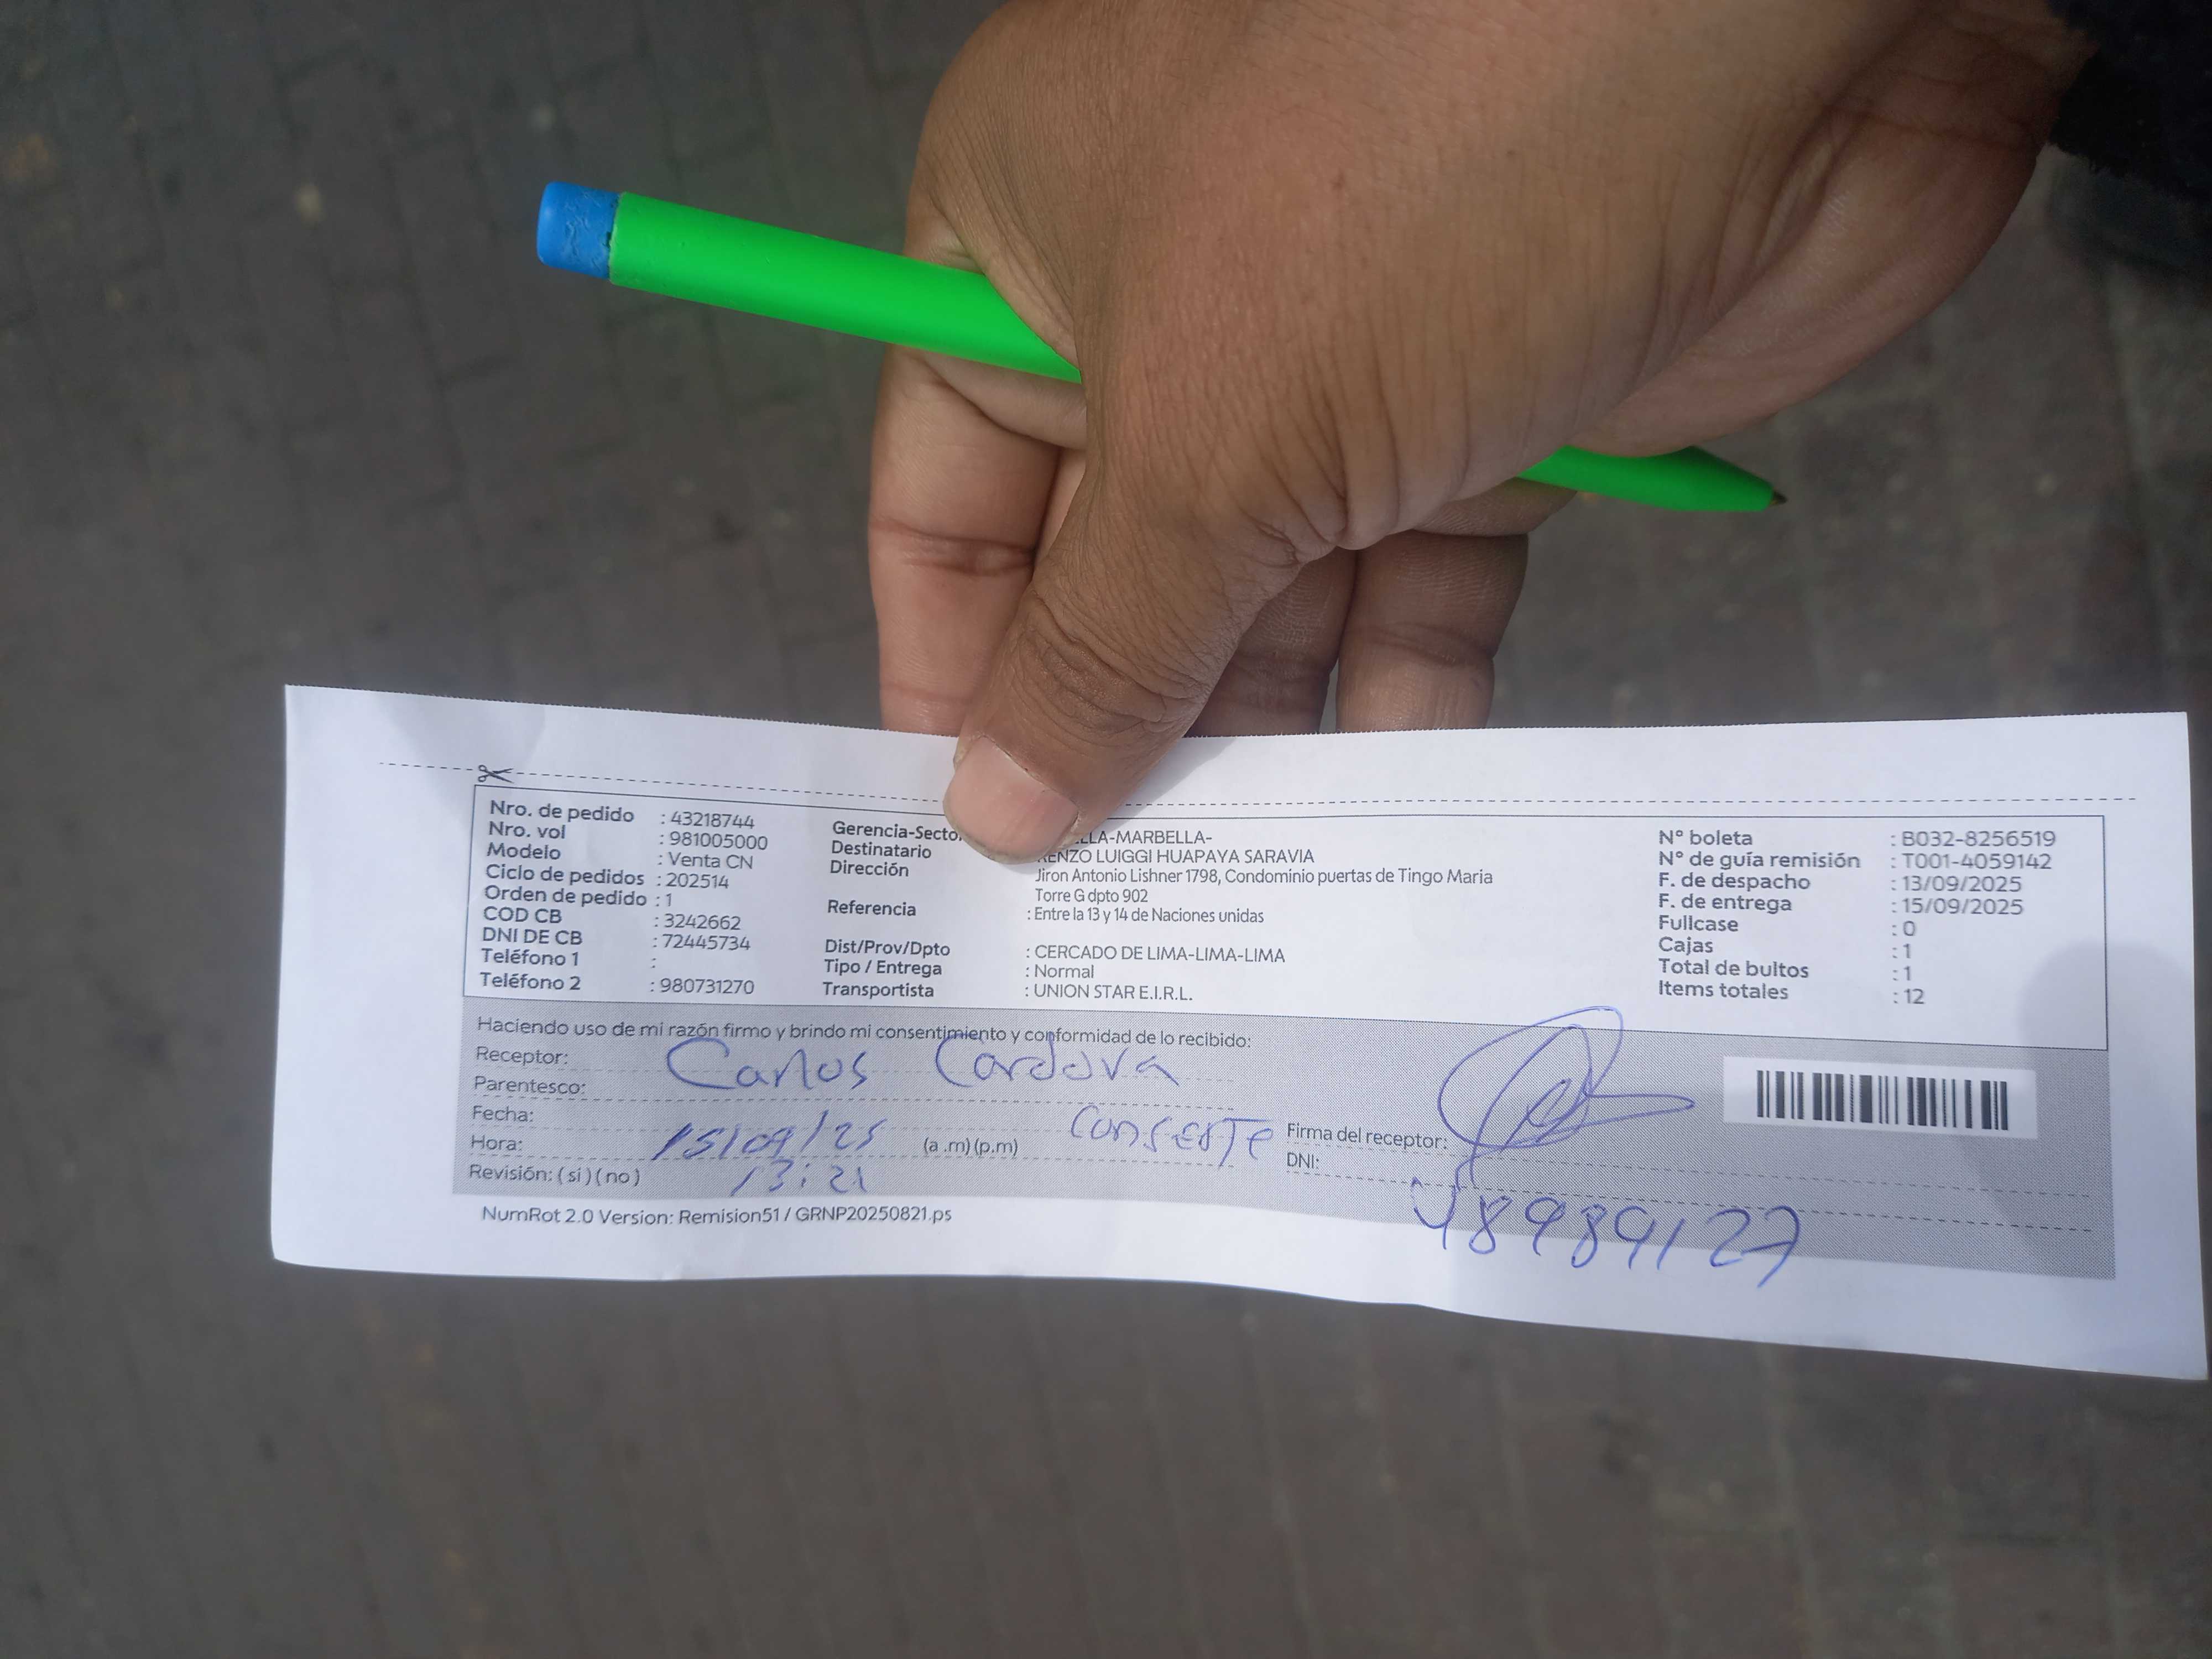 Nro. de pedido : 43218744
Nro. vol : 981005000
Modelo : Venta CN
Ciclo de pedidos : 202514
Orden de pedido : 1
COD CB : 3242662
DNI DE CB : 72445734
Teléfono 1 :
Teléfono 2 : 980731270
Gerencia-Secto LLA-MARBELLA-
Destinatario RENZO LUIGGI HUAPAYA SARAVIA
Dirección Jiron Antonio Lishner 1798, Condominio puertas de Tingo Maria
Torre G dpto 902
Referencia : Entre la 13 y 14 de Naciones unidas
Dist/Prov/Dpto : CERCADO DE LIMA-LIMA-LIMA
Tipo / Entrega : Normal
Transportista : UNION STAR E.I.R.L.
N° boleta : B032-8256519
N° de guía remisión : T001-4059142
F. de despacho : 13/09/2025
F. de entrega : 15/09/2025
Fullcase : 0
Cajas : 1
Total de bultos : 1
Items totales : 12
Haciendo uso de mi razón firmo y brindo mi consentimiento y conformidad de lo recibido:
Receptor: Carlos Cordova
Parentesco: conserje
Fecha: 15/09/25
Hora: 13:21 (a .m) (p.m)
Revisión: ( si ) ( no )
Firma del receptor:
DNI: 48989127
NumRot 2.0 Version: Remision51 / GRNP20250821.ps